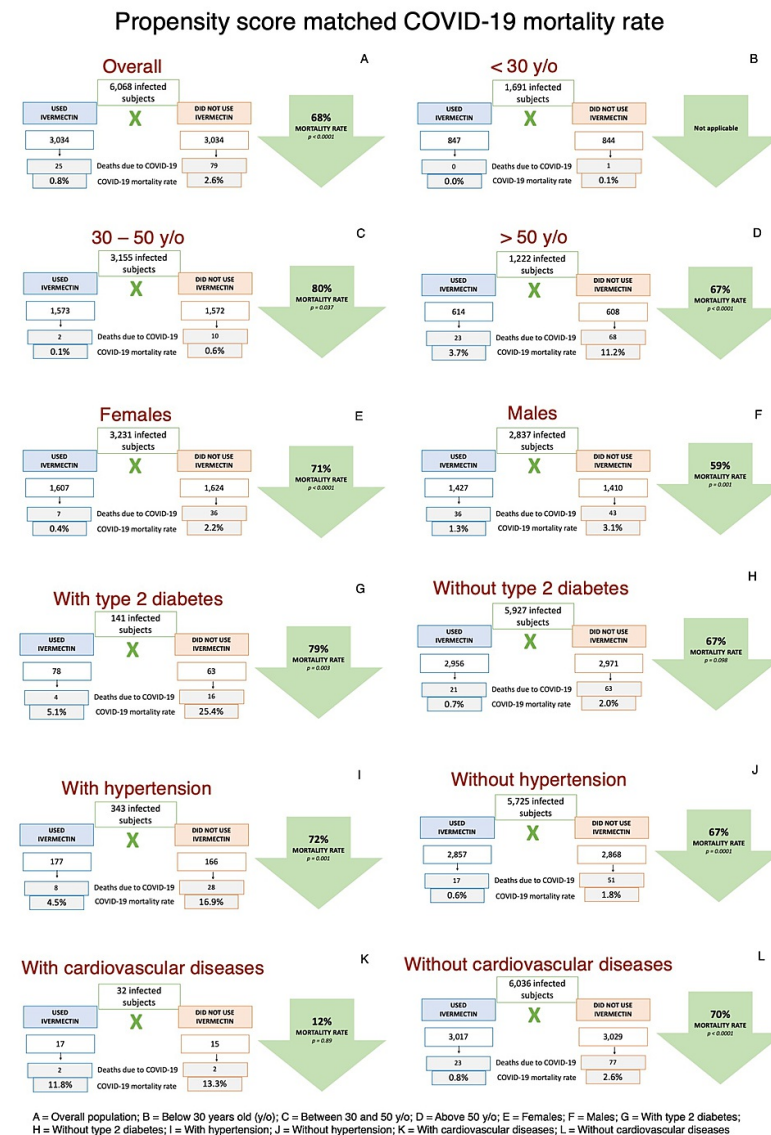 Propensity score matched COVID-19 mortality rate
Overall
A
6,068 infected
subjects
USED
IVERMECTIN
X
DID NOT USE
IVERMECTIN
3,034
3,034
25
Deaths due to COVID-19
79
0.8%
COVID-19 mortality rate
2.6%
68%
MORTALITY RATE
p < 0.0001
< 30 y/o
B
1,691 infected
subjects
USED
IVERMECTIN
X
DID NOT USE
IVERMECTIN
847
844
0
Deaths due to COVID-19
1
0.0%
COVID-19 mortality rate
0.1%
Not applicable
30 – 50 y/o
C
3,155 infected
subjects
USED
IVERMECTIN
X
DID NOT USE
IVERMECTIN
1,573
1,572
2
Deaths due to COVID-19
10
0.1%
COVID-19 mortality rate
0.6%
80%
MORTALITY RATE
p = 0.037
> 50 y/o
D
1,222 infected
subjects
USED
IVERMECTIN
X
DID NOT USE
IVERMECTIN
614
608
23
Deaths due to COVID-19
68
3.7%
COVID-19 mortality rate
11.2%
67%
MORTALITY RATE
p < 0.0001
Females
E
3,231 infected
subjects
USED
IVERMECTIN
X
DID NOT USE
IVERMECTIN
1,607
1,624
7
Deaths due to COVID-19
36
0.4%
COVID-19 mortality rate
2.2%
71%
MORTALITY RATE
p < 0.0001
Males
F
2,837 infected
subjects
USED
IVERMECTIN
X
DID NOT USE
IVERMECTIN
1,427
1,410
36
Deaths due to COVID-19
43
1.3%
COVID-19 mortality rate
3.1%
59%
MORTALITY RATE
p = 0.001
With type 2 diabetes
G
141 infected
subjects
USED
IVERMECTIN
X
DID NOT USE
IVERMECTIN
78
63
4
Deaths due to COVID-19
16
5.1%
COVID-19 mortality rate
25.4%
79%
MORTALITY RATE
p = 0.003
Without type 2 diabetes
H
5,927 infected
subjects
USED
IVERMECTIN
X
DID NOT USE
IVERMECTIN
2,956
2,971
21
Deaths due to COVID-19
63
0.7%
COVID-19 mortality rate
2.0%
67%
MORTALITY RATE
p = 0.098
With hypertension
I
343 infected
subjects
USED
IVERMECTIN
X
DID NOT USE
IVERMECTIN
177
166
8
Deaths due to COVID-19
28
4.5%
COVID-19 mortality rate
16.9%
72%
MORTALITY RATE
p = 0.001
Without hypertension
J
5,725 infected
subjects
USED
IVERMECTIN
X
DID NOT USE
IVERMECTIN
2,857
2,868
17
Deaths due to COVID-19
51
0.6%
COVID-19 mortality rate
1.8%
67%
MORTALITY RATE
p = 0.0001
With cardiovascular diseases
K
32 infected
subjects
USED
IVERMECTIN
X
DID NOT USE
IVERMECTIN
17
15
2
Deaths due to COVID-19
2
11.8%
COVID-19 mortality rate
13.3%
12%
MORTALITY RATE
p = 0.89
Without cardiovascular diseases
L
6,036 infected
subjects
USED
IVERMECTIN
X
DID NOT USE
IVERMECTIN
3,017
3,029
23
Deaths due to COVID-19
77
0.8%
COVID-19 mortality rate
2.6%
70%
MORTALITY RATE
p < 0.0001
A = Overall population; B = Below 30 years old (y/o); C = Between 30 and 50 y/o; D = Above 50 y/o; E = Females; F = Males; G = With type 2 diabetes;
H = Without type 2 diabetes; I = With hypertension; J = Without hypertension; K = With cardiovascular diseases; L = Without cardiovascular diseases